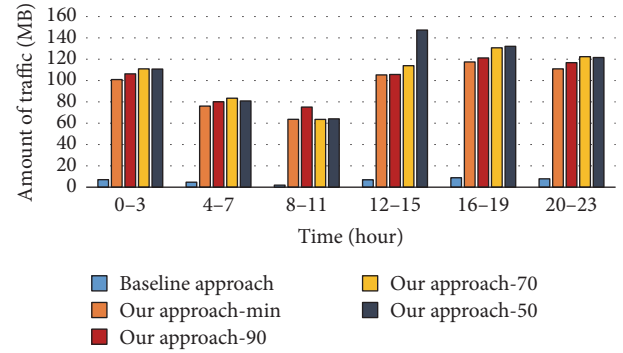 Amount of traffic (MB)
160
140
120
100
80
60
40
20
0
0–3 4–7 8–11 12–15 16–19 20–23
Time (hour)
Baseline approach
Our approach-min
Our approach-90
Our approach-70
Our approach-50